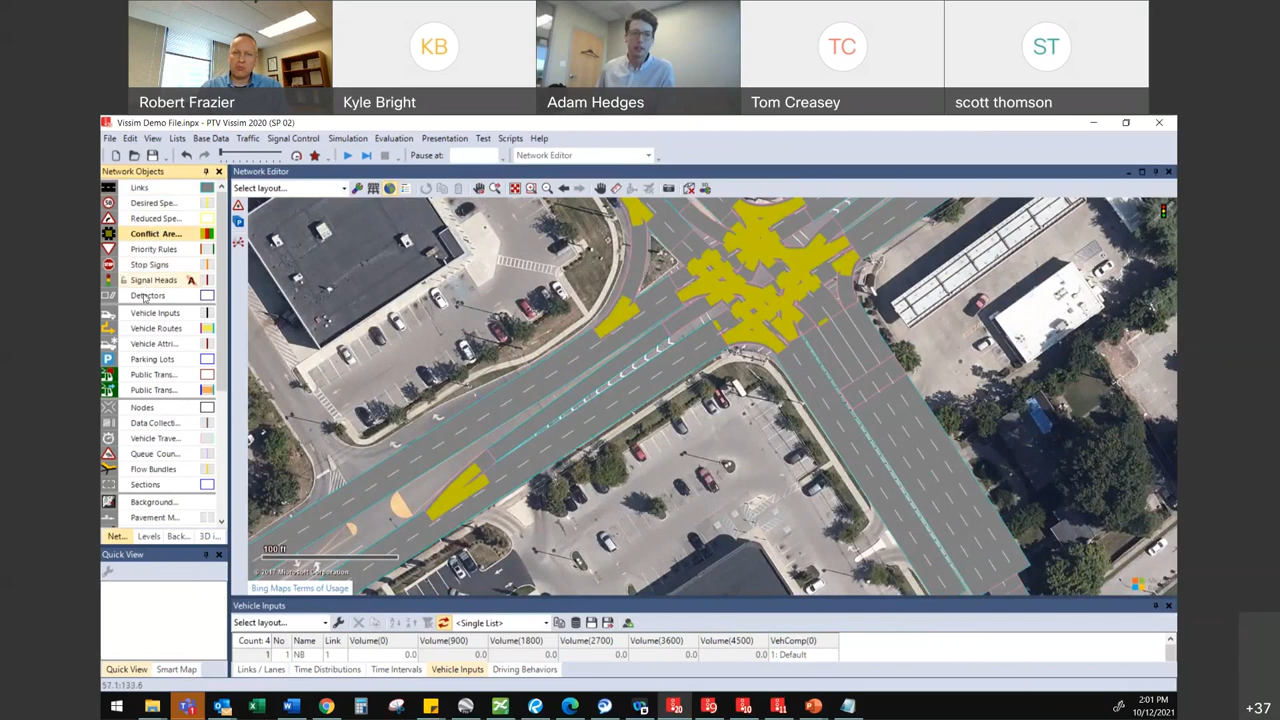 KB
TC
ST
Robert Frazier
Kyle Bright
Adam Hedges
Tom Creasey
scott thomson
Vissim Demo File.inpx - PTV Vissim 2020 (SP 02)
File Edit View Lists Base Data Traffic Signal Control Simulation Evaluation Presentation Test Scripts Help
Pause at: Network Editor
Network Objects
Network Editor
Select layout...
Links
Desired Spe...
Reduced Spe...
Conflict Are...
Priority Rules
Stop Signs
Signal Heads
Detectors
Vehicle Inputs
Vehicle Routes
Vehicle Attri...
Parking Lots
Public Trans...
Public Trans...
Nodes
Data Collecti...
Vehicle Trave...
Queue Coun...
Flow Bundles
Sections
Background...
Pavement M...
Net... Levels Back... 3D i...
100 ft
© 2017 Microsoft Corporation
Bing Maps Terms of Usage
Quick View
Vehicle Inputs
Select layout... <Single List>
Count: 4 No Name Link Volume(0) Volume(900) Volume(1800) Volume(2700) Volume(3600) Volume(4500) VehComp(0)
1 1 NB 1 0.0 0.0 0.0 0.0 0.0 0.0 1: Default
Quick View Smart Map
Links / Lanes Time Distributions Time Intervals Vehicle Inputs Driving Behaviors
57.1:133.6
2:01 PM
10/12/2021
+37